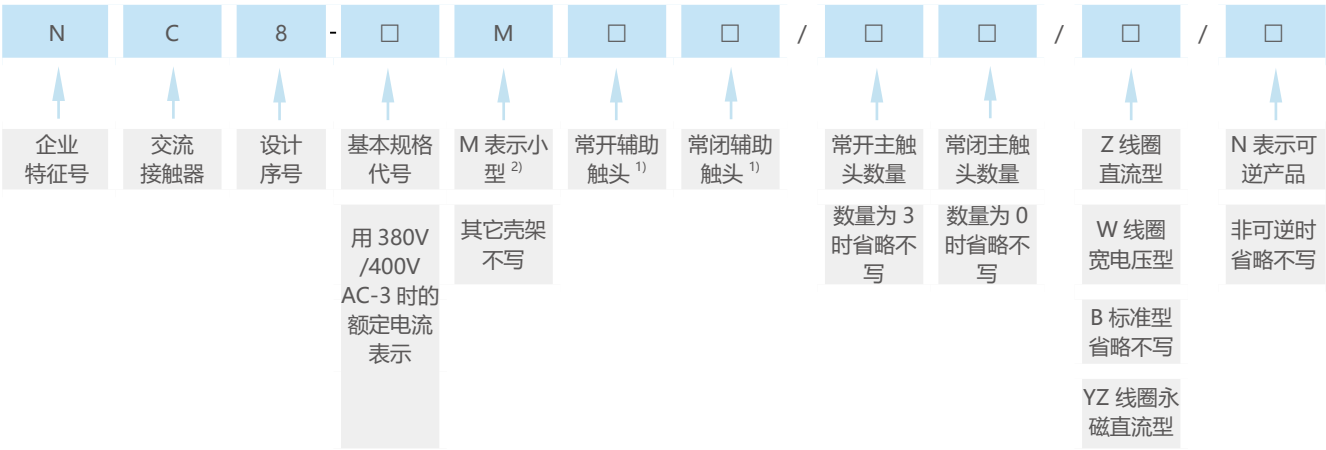 N C 8 - □ M □ □ / □ □ / □ / □
企业
特征号
交流
接触器
设计
序号
基本规格
代号
M 表示小
型 2)
常开辅助
触头 1)
常闭辅助
触头 1)
常开主触
头数量
常闭主触
头数量
Z 线圈
直流型
N 表示可
逆产品
用 380V
/400V
AC-3 时的
额定电流
表示
其它壳架
不写
数量为 3
时省略不
写
数量为 0
时省略不
写
W 线圈
宽电压型
非可逆时
省略不写
B 标准型
省略不写
YZ 线圈永
磁直流型